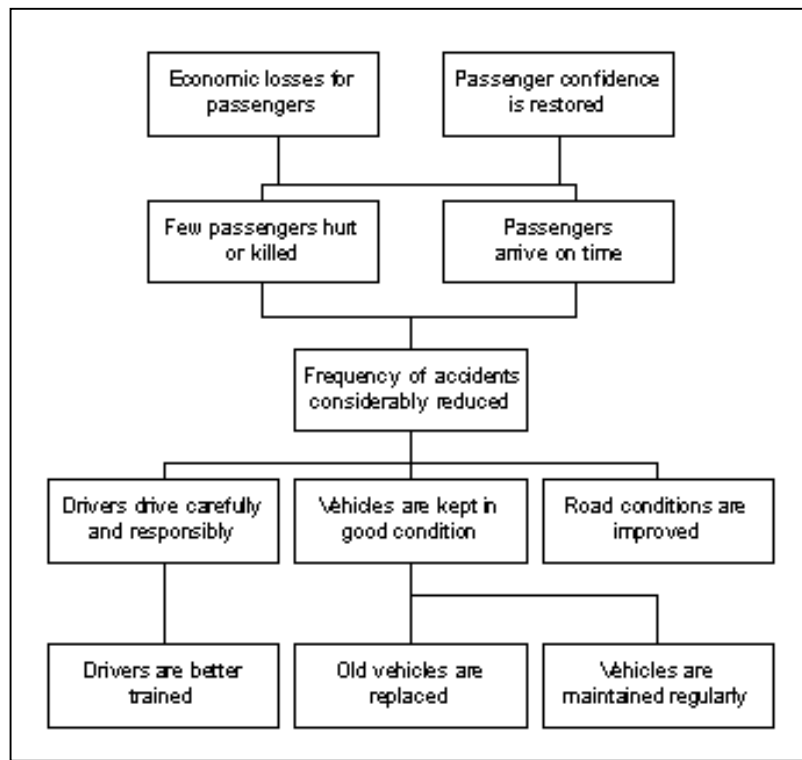 Economic losses for
passengers
Passenger confidence
is restored
Few passengers hurt
or killed
Passengers
arrive on time
Frequency of accidents
considerably reduced
Drivers drive carefully
and responsibly
Vehicles are kept in
good condition
Road conditions are
improved
Drivers are better
trained
Old vehicles are
replaced
Vehicles are
maintained regularly